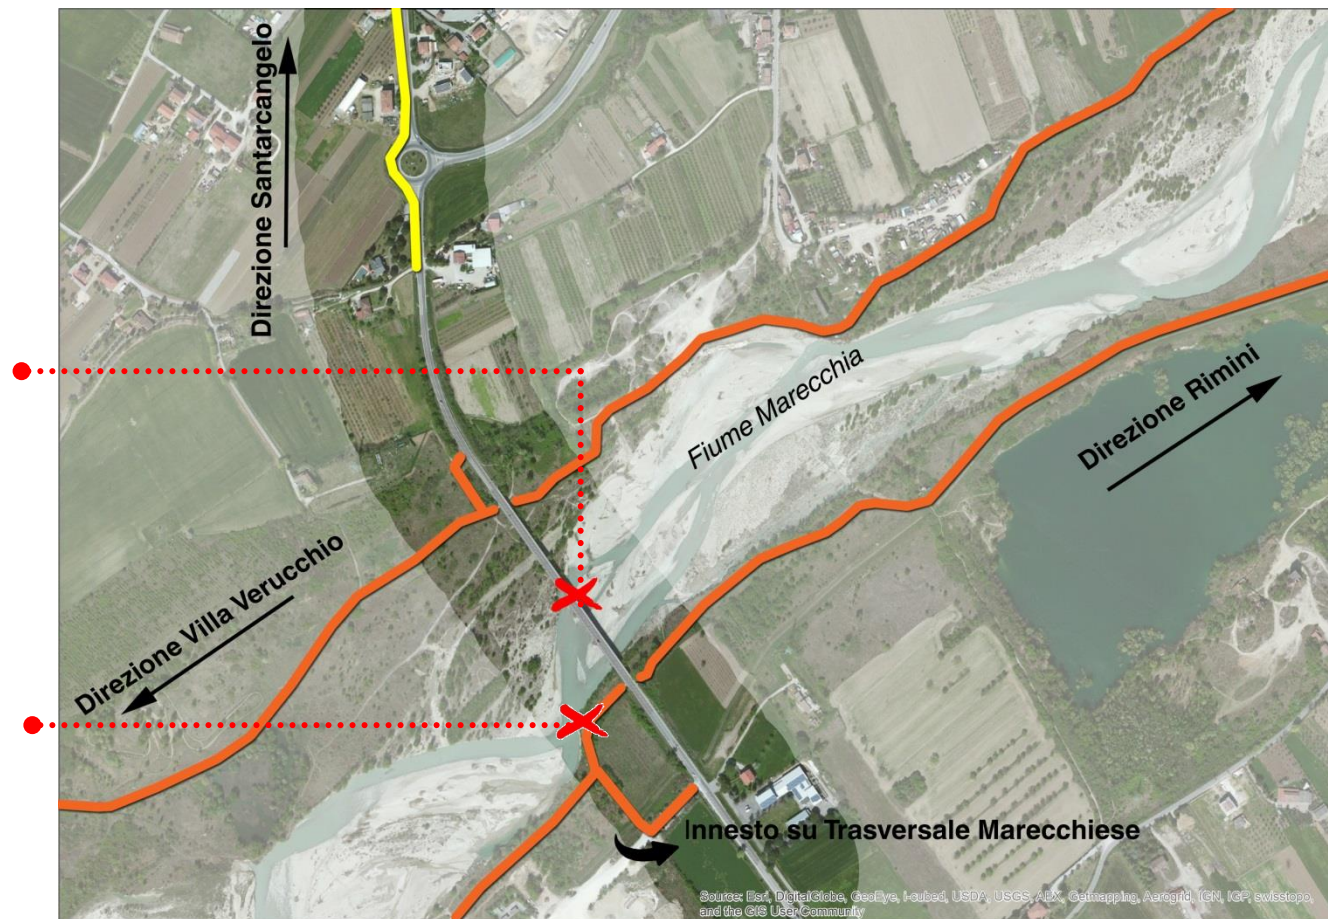 Direzione Santarcangelo
Fiume Marecchia
Direzione Rimini
Direzione Villa Verucchio
Innesto su Trasversale Marecchiese
Source: Esri, DigitalGlobe, GeoEye, i-cubed, USDA, USGS, AEX, Getmapping, Aerogrid, IGN, IGP, swisstopo,
and the GIS User Community